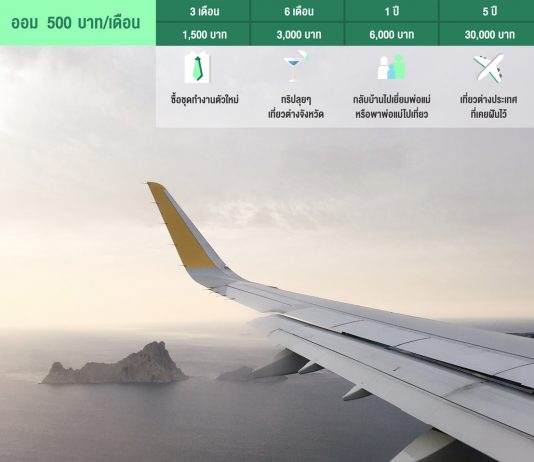 ออม 500 บาท/เดือน
3 เดือน 6 เดือน 1 ปี 5 ปี
1,500 บาท 3,000 บาท 6,000 บาท 30,000 บาท
ซื้อชุดทำงานตัวใหม่
ทริปลุยๆ
เที่ยวต่างจังหวัด
กลับบ้านไปเยี่ยมพ่อแม่
หรือพาพ่อแม่ไปเที่ยว
เที่ยวต่างประเทศ
ที่เคยฝันไว้